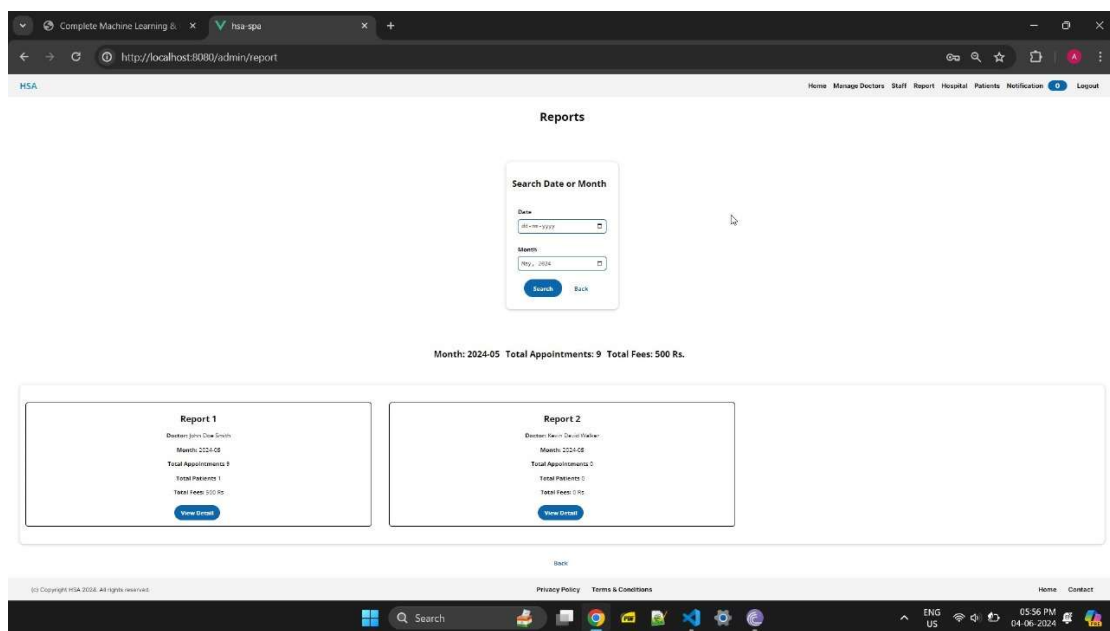 Complete Machine Learning &
hsa-spa
http://localhost:8080/admin/report
A
HSA
Home Manage Doctors Staff Report Hospital Patients Notification 0 Logout
Reports
Search Date or Month
Date
dd-mm-yyyy
Month
May, 2024
Search Back
Month: 2024-05 Total Appointments: 9 Total Fees: 500 Rs.
Report 1
Doctor: John Doe Smith
Month: 2024-05
Total Appointments 9
Total Patients 1
Total Fees: 500 Rs
View Detail
Report 2
Doctor: Kevin David Walker
Month: 2024-05
Total Appointments 0
Total Patients 0
Total Fees: 0 Rs
View Detail
Back
(c) Copyright HSA 2024. All rights reserved.
Privacy Policy Terms & Conditions
Home Contact
Search
ENG
US
05:56 PM
04-06-2024